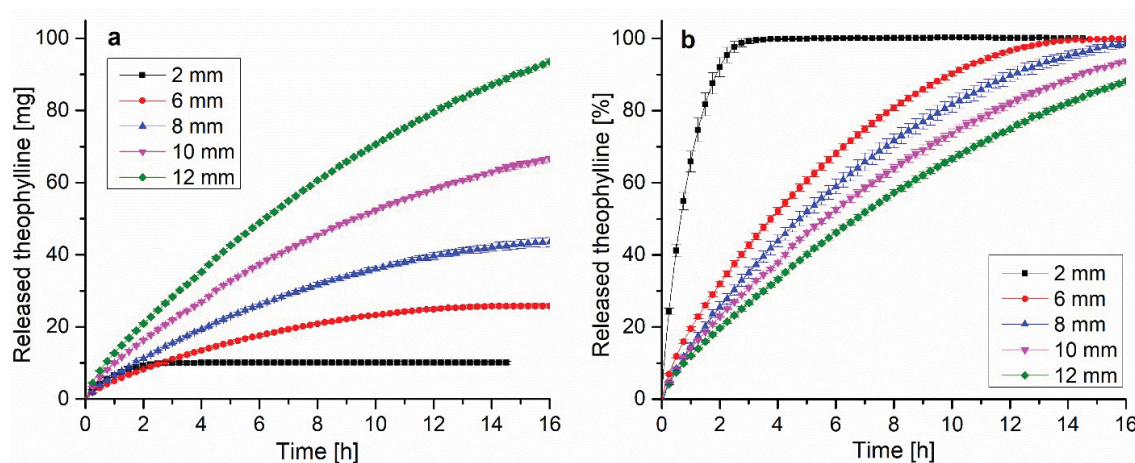 a
Released theophylline [mg]
100
80
60
40
20
0
2 mm
6 mm
8 mm
10 mm
12 mm
0 2 4 6 8 10 12 14 16
Time [h]
b
Released theophylline [%]
100
80
60
40
20
0
2 mm
6 mm
8 mm
10 mm
12 mm
0 2 4 6 8 10 12 14 16
Time [h]